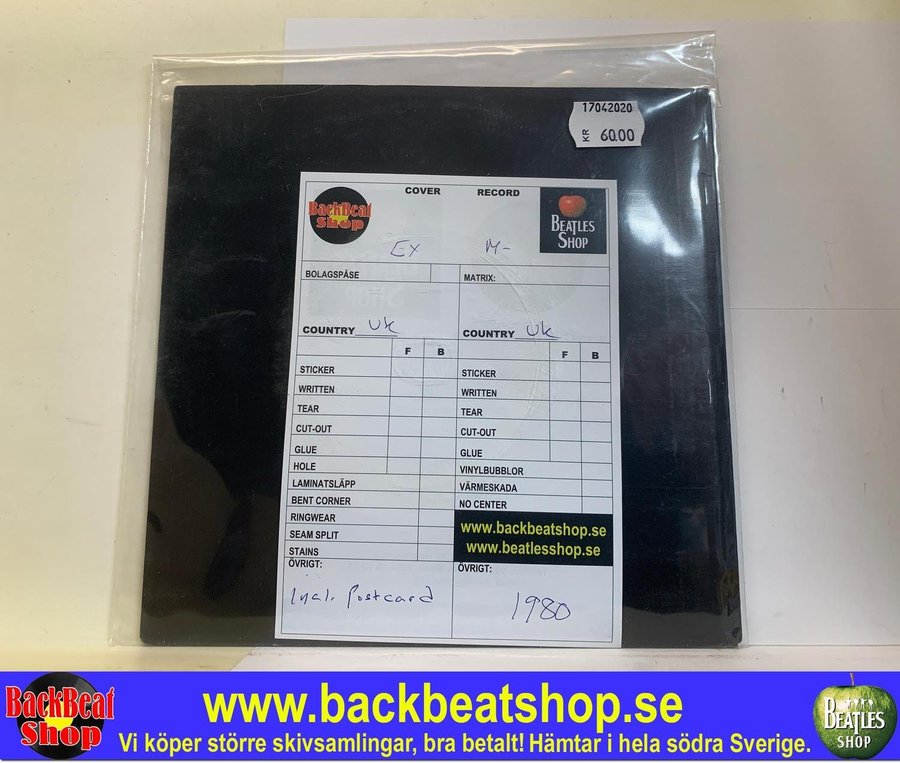 17042020
KR 60.00
COVER RECORD
BackBeat
Shop
BEATLES
SHOP
Ex M-
BOLAGSPÅSE
MATRIX:
COUNTRY UK
COUNTRY UK
F B
F B
STICKER
STICKER
WRITTEN
WRITTEN
TEAR
TEAR
CUT-OUT
CUT-OUT
GLUE
GLUE
HOLE
VINYLBUBBLOR
LAMINATSLÄPP
VÄRMESKADA
BENT CORNER
NO CENTER
RINGWEAR
www.backbeatshop.se
SEAM SPLIT
www.beatlesshop.se
STAINS
ÖVRIGT:
ÖVRIGT:
Incl. Postcard
1980
BackBeat
Shop
www.backbeatshop.se
Vi köper större skivsamlingar, bra betalt! Hämtar i hela södra Sverige.
BEATLES
SHOP